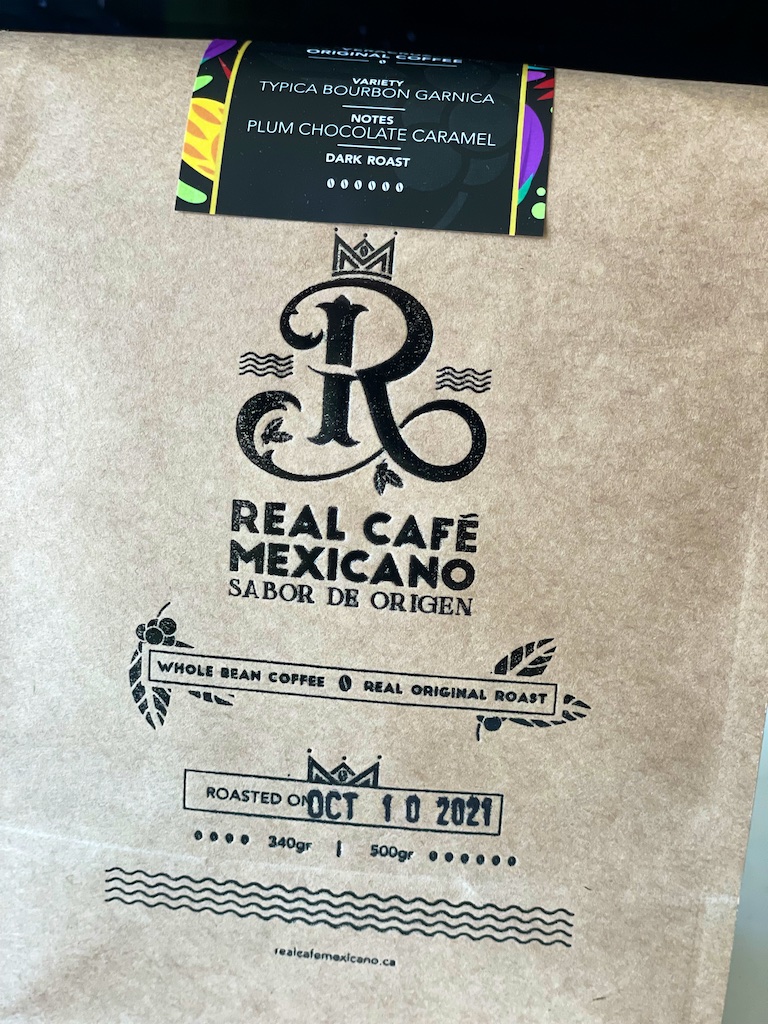 VERACRUZ
ORIGINAL COFFEE
VARIETY
TYPICA BOURBON GARNICA
NOTES
PLUM CHOCOLATE CARAMEL
DARK ROAST
R
REAL CAFÉ
MEXICANO
SABOR DE ORIGEN
WHOLE BEAN COFFEE REAL ORIGINAL ROAST
ROASTED ON OCT 10 2021
340gr | 500gr
realcafemexicano.ca